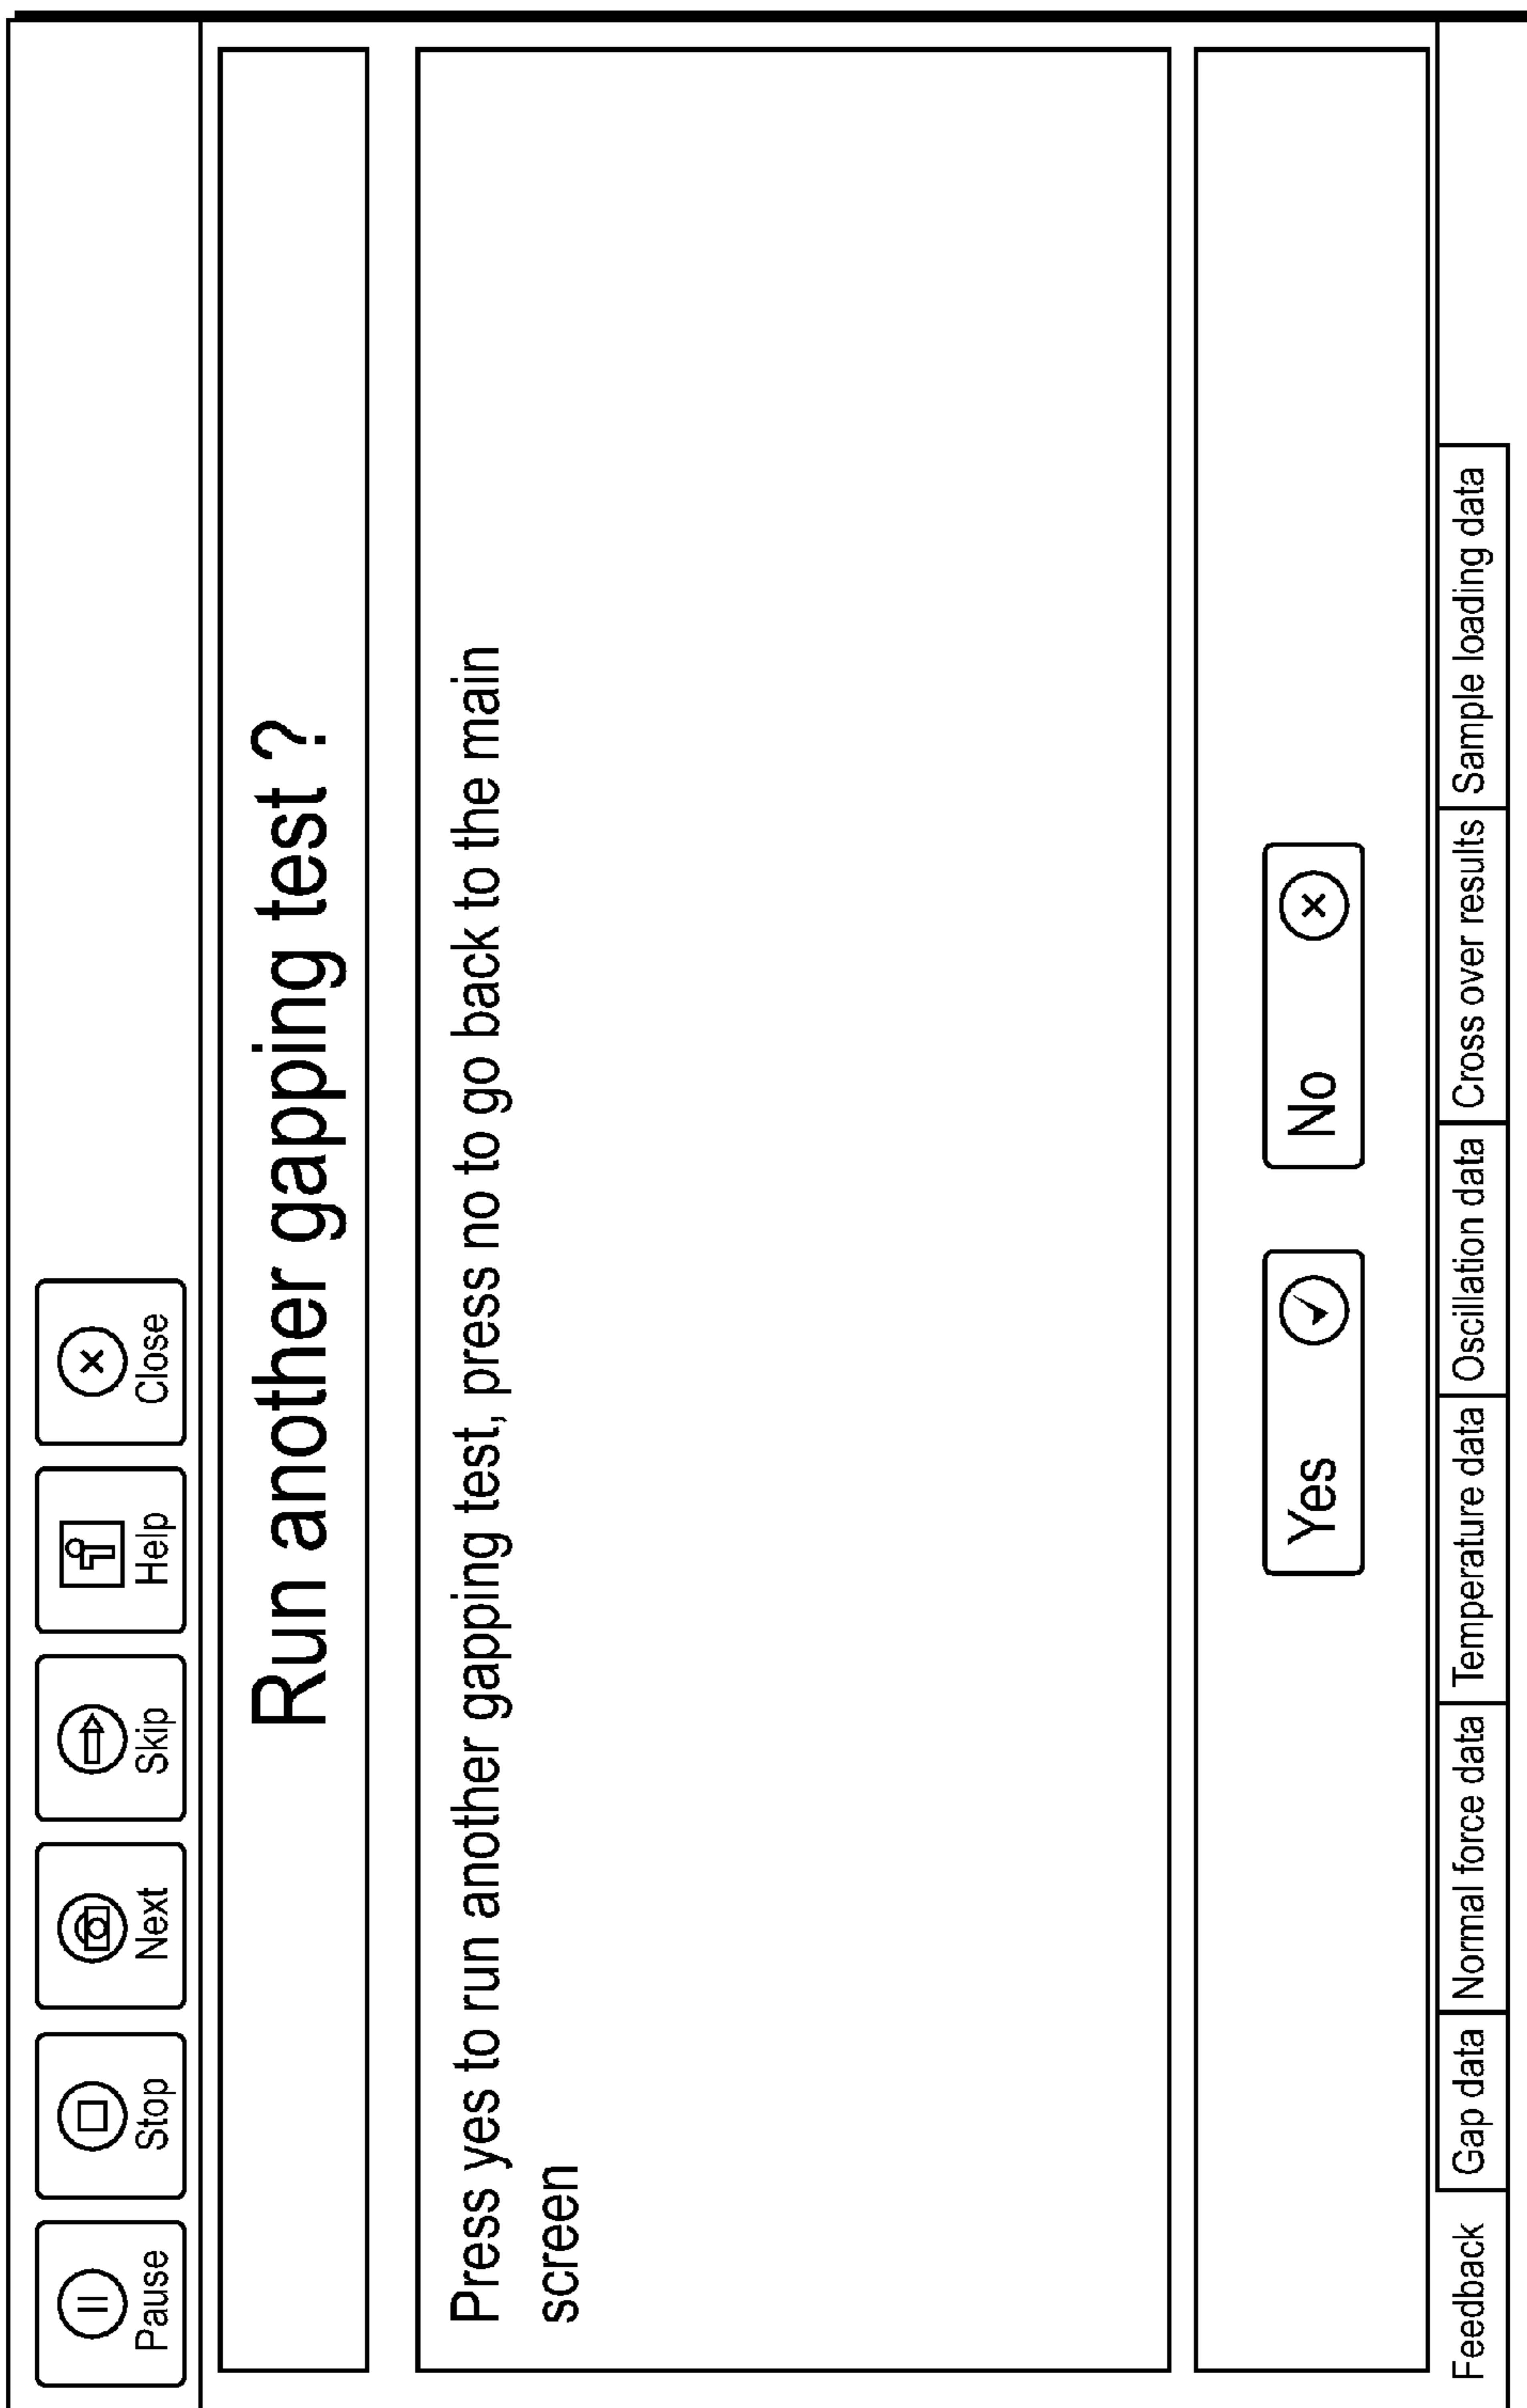 Pause Stop Next Skip Help Close
Run another gapping test ?
Press yes to run another gapping test, press no to go back to the main
screen
Yes No
Feedback Gap data Normal force data Temperature data Oscillation data Cross over results Sample loading data